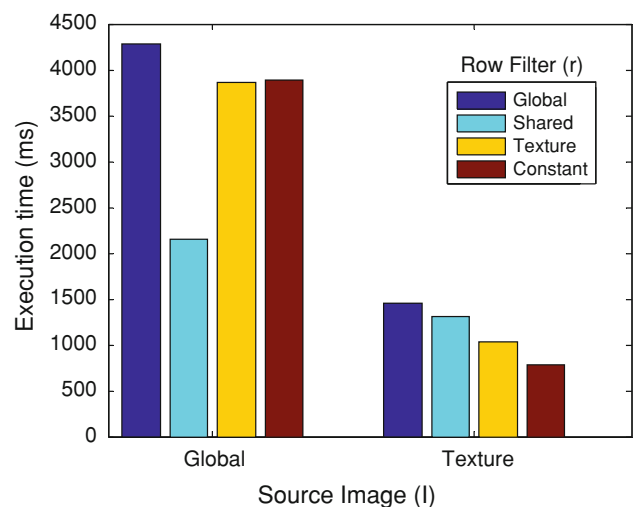 4500
4000
3500
3000
2500
2000
1500
1000
500
0
Execution time (ms)
Row Filter (r)
Global
Shared
Texture
Constant
Global
Texture
Source Image (I)